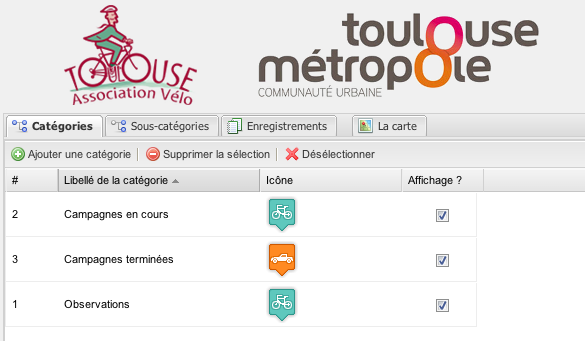 TOULOUSE
Association Vélo
toulouse
métropole
COMMUNAUTÉ URBAINE
Catégories Sous-catégories Enregistrements La carte
Ajouter une catégorie Supprimer la sélection Désélectionner
# Libellé de la catégorie Icône Affichage ?
2 Campagnes en cours
3 Campagnes terminées
1 Observations